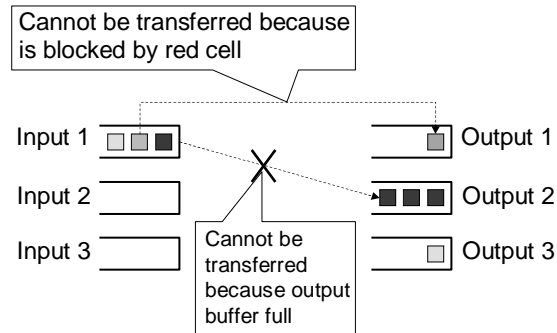 Cannot be transferred because
is blocked by red cell
Input 1
Output 1
Input 2
Output 2
Input 3
Output 3
Cannot be
transferred
because output
buffer full